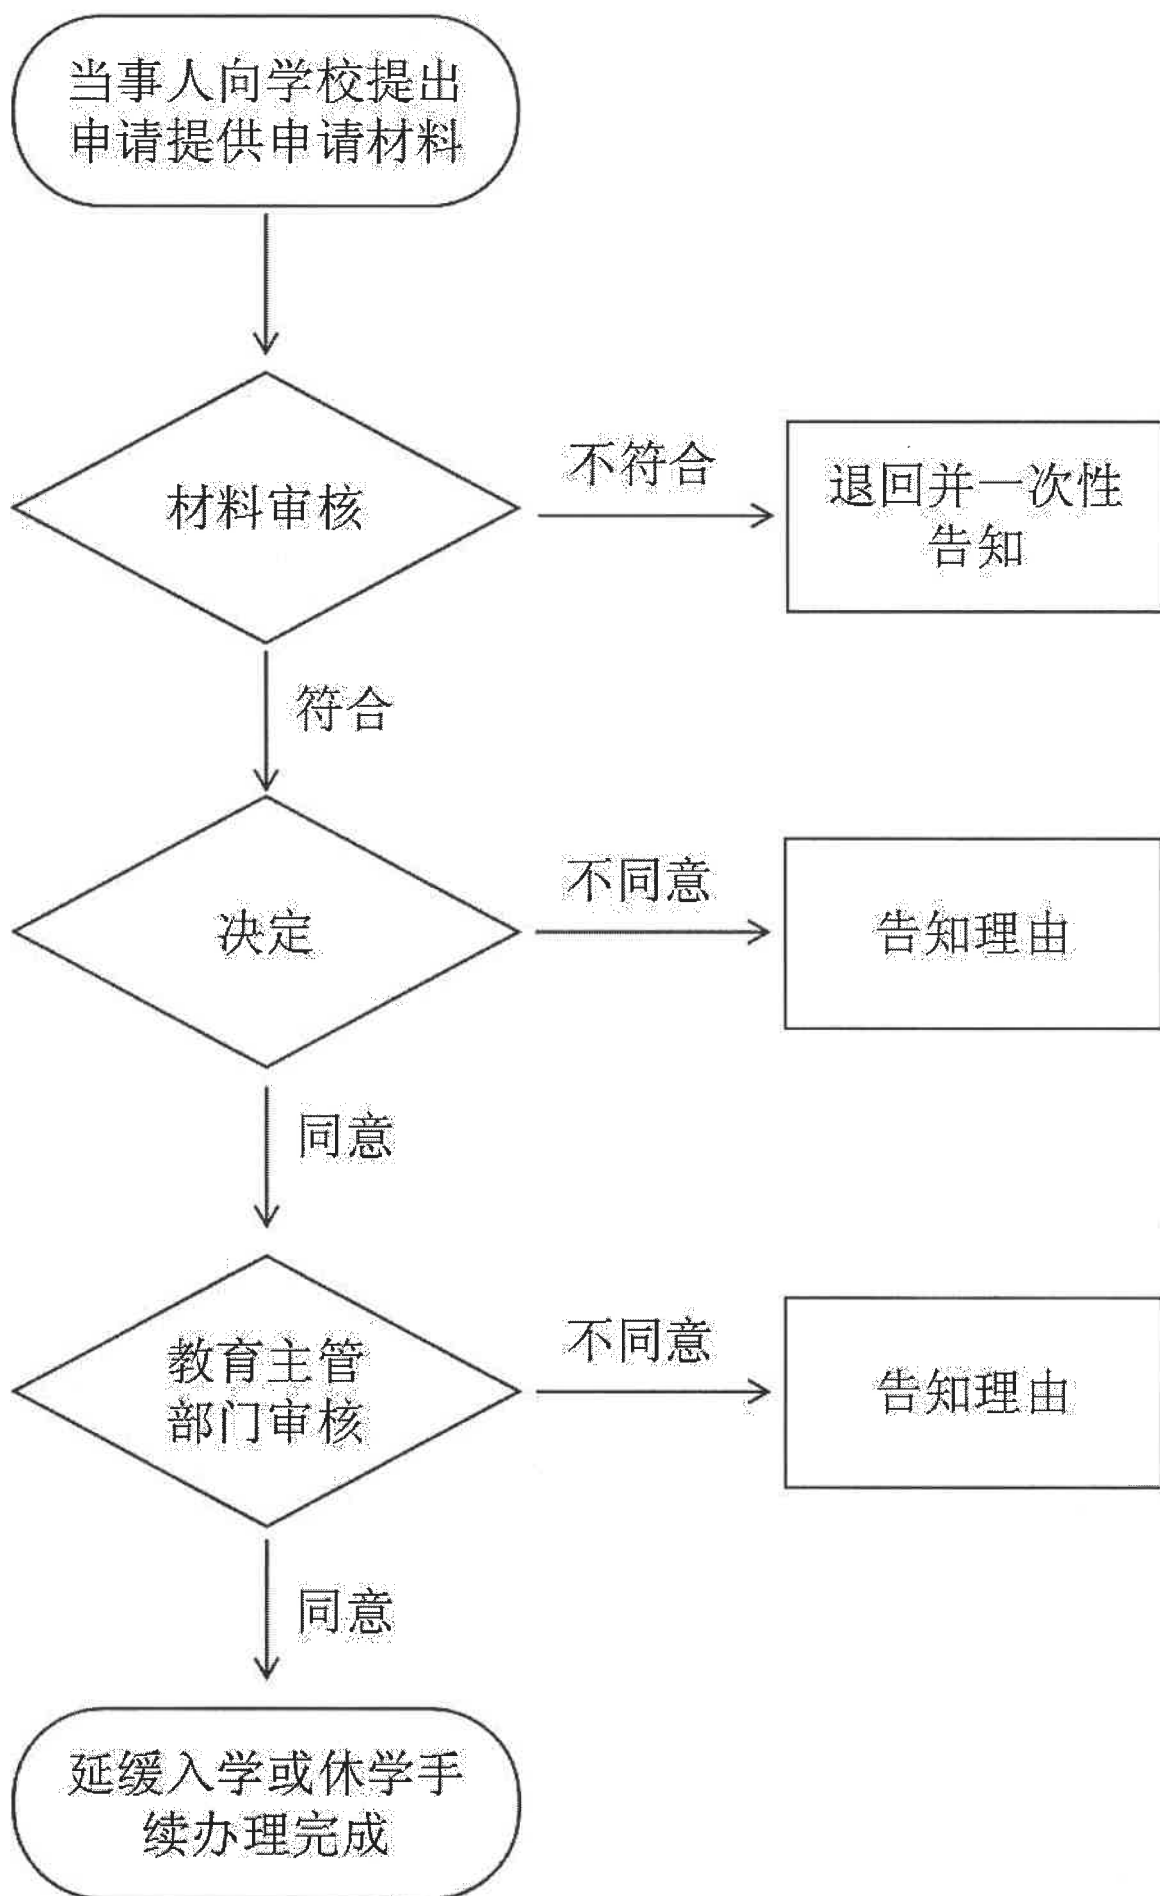 当事人向学校提出
申请提供申请材料
材料审核
不符合
退回并一次性
告知
符合
决定
不同意
告知理由
同意
教育主管
部门审核
不同意
告知理由
同意
延缓入学或休学手
续办理完成